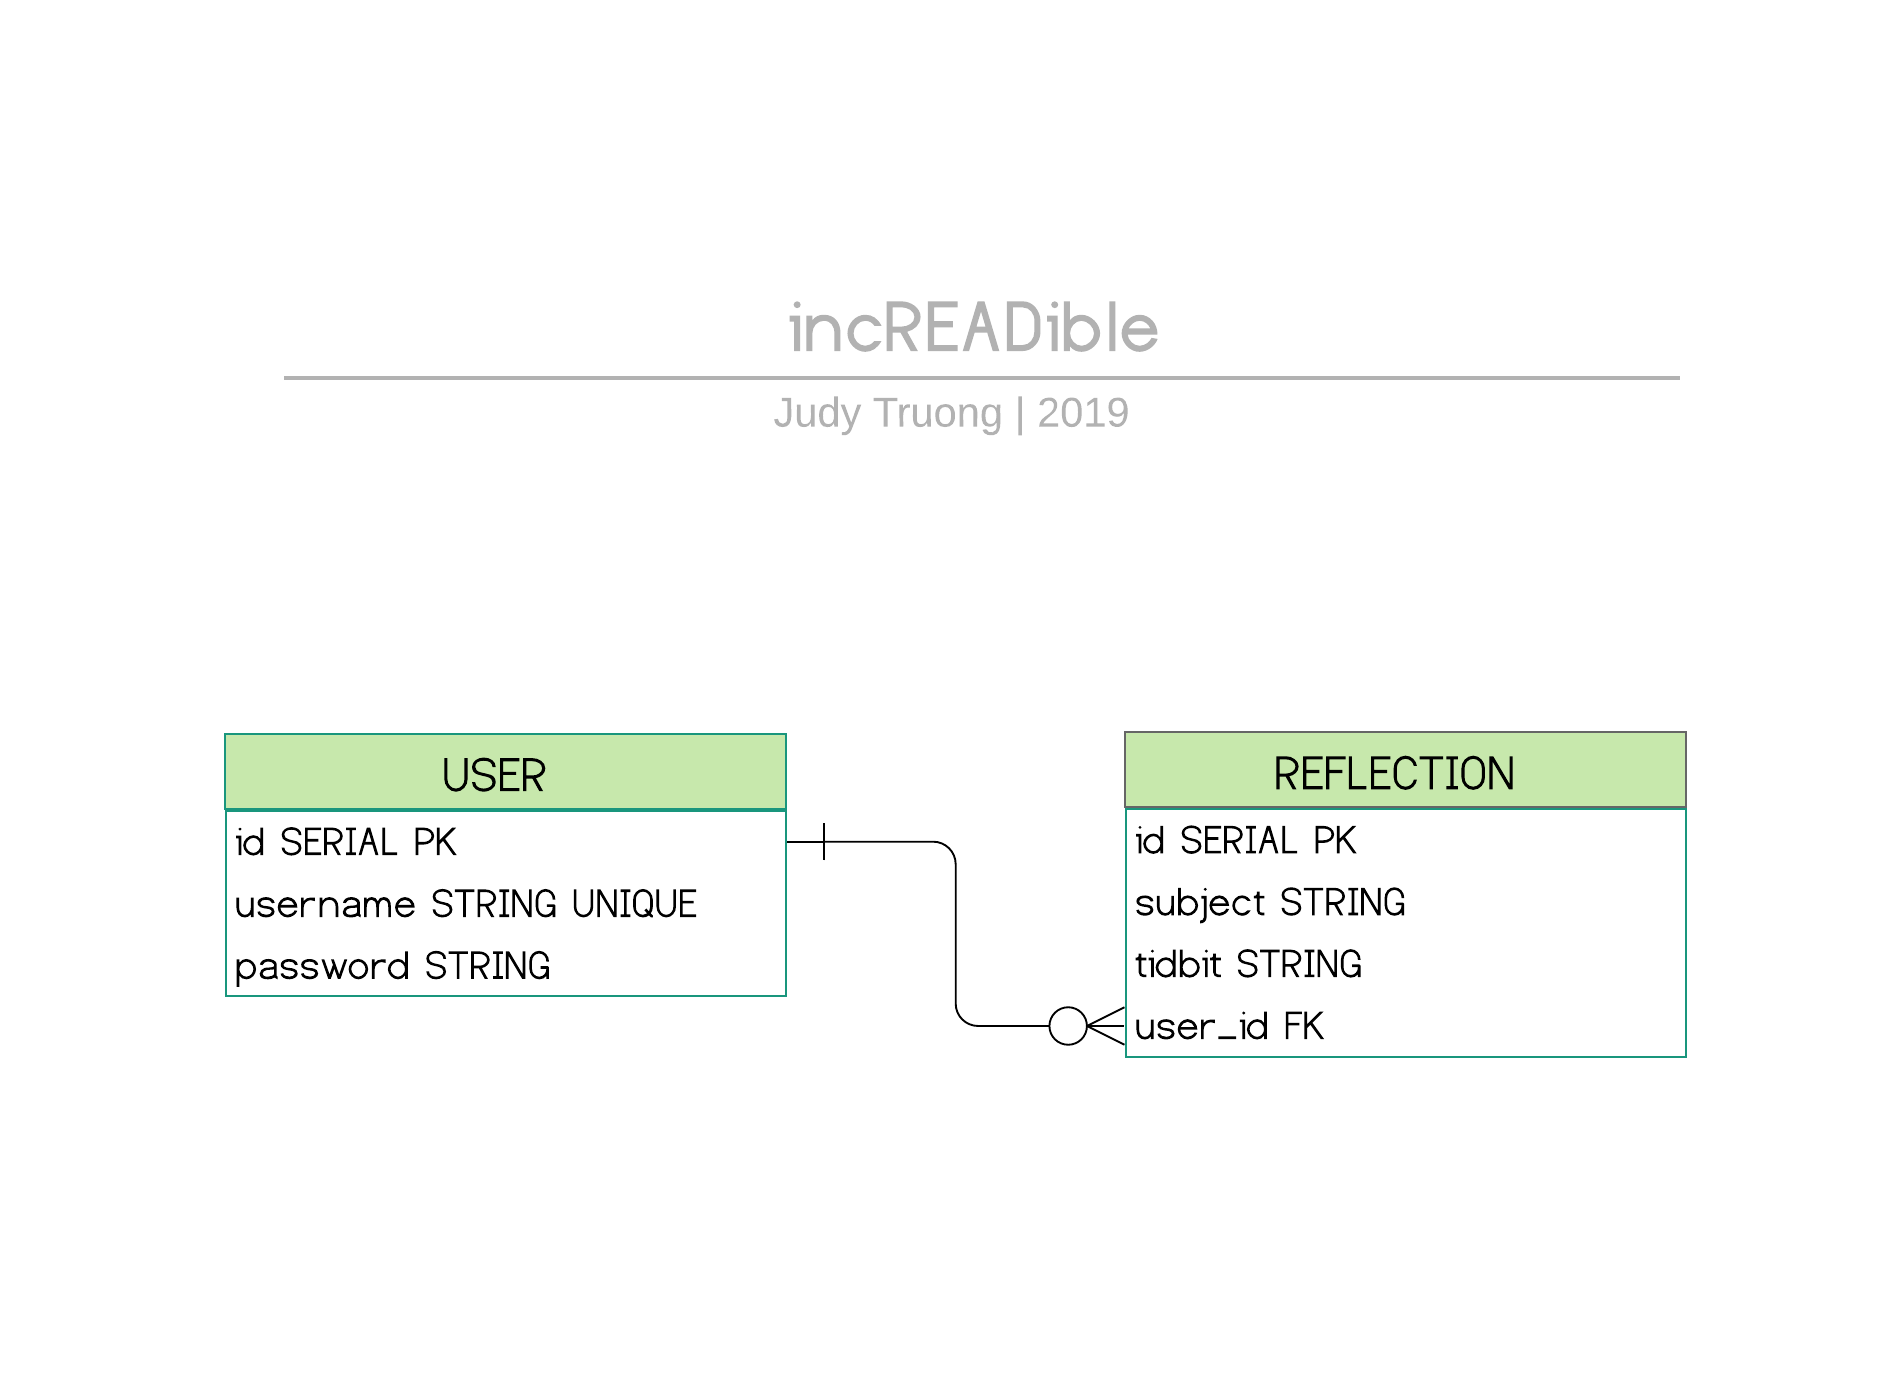 incREADible
Judy Truong | 2019
USER
id SERIAL PK
username STRING UNIQUE
password STRING
REFLECTION
id SERIAL PK
subject STRING
tidbit STRING
user_id FK